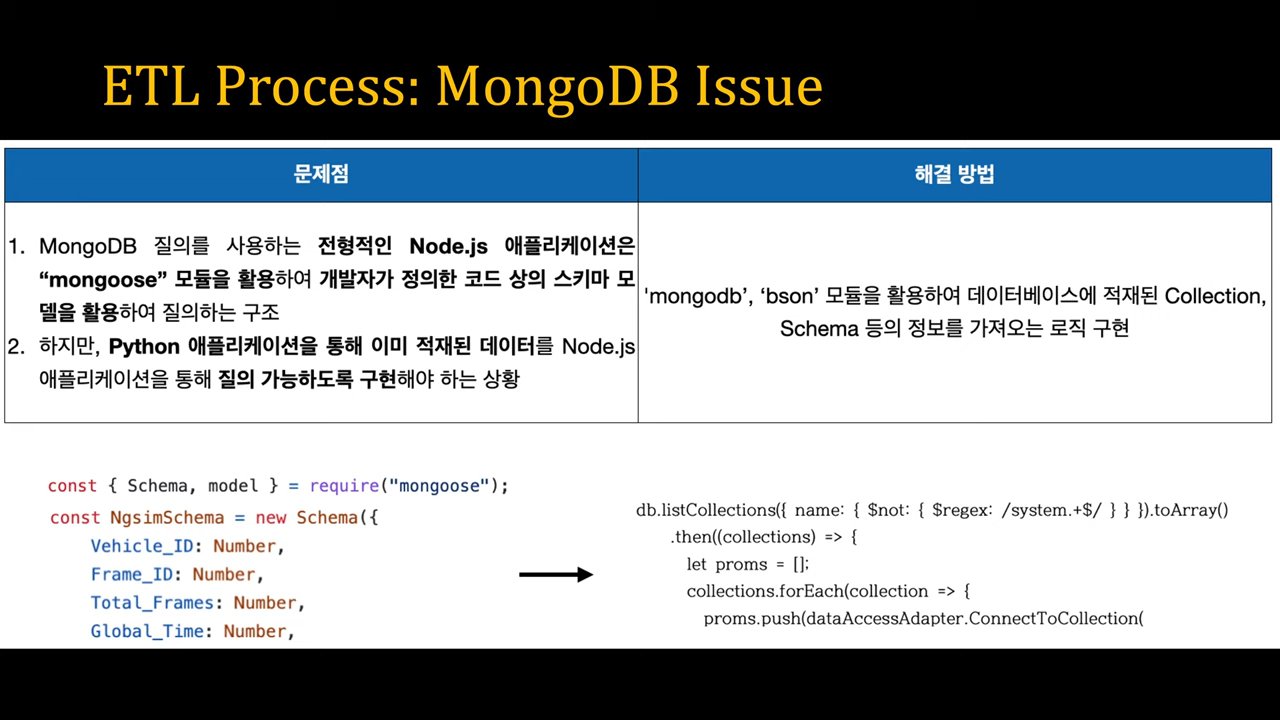 ETL Process: MongoDB Issue
문제점
해결 방법
1. MongoDB 질의를 사용하는 전형적인 Node.js 애플리케이션은
“mongoose” 모듈을 활용하여 개발자가 정의한 코드 상의 스키마 모
델을 활용하여 질의하는 구조
2. 하지만, Python 애플리케이션을 통해 이미 적재된 데이터를 Node.js
애플리케이션을 통해 질의 가능하도록 구현해야 하는 상황
'mongodb’, ‘bson’ 모듈을 활용하여 데이터베이스에 적재된 Collection,
Schema 등의 정보를 가져오는 로직 구현
const { Schema, model } = require("mongoose");
const NgsimSchema = new Schema({
Vehicle_ID: Number,
Frame_ID: Number,
Total_Frames: Number,
Global_Time: Number,
db.listCollections({ name: { $not: { $regex: /system.+$/ } } }).toArray()
.then((collections) => {
let proms = [];
collections.forEach(collection => {
proms.push(dataAccessAdapter.ConnectToCollection(